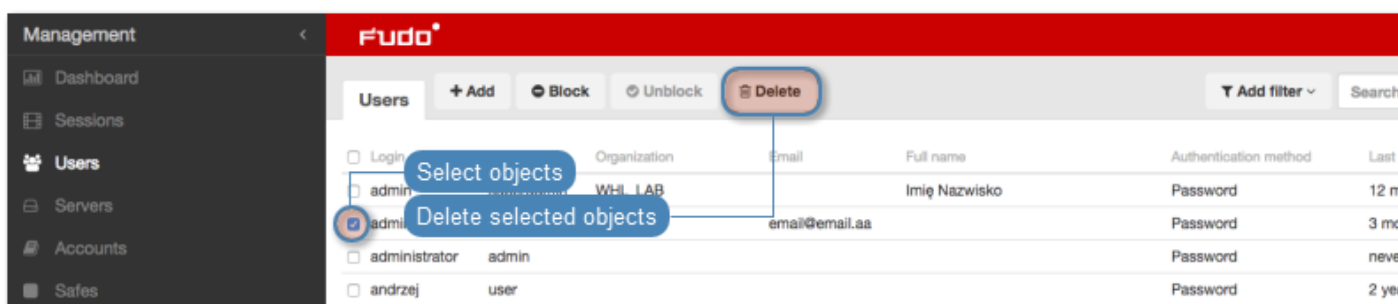 Management
Fudo
Dashboard
Users
+ Add
Block
Unblock
Delete
Add filter
Search
Sessions
Users
Login
Organization
Email
Full name
Authentication method
Last
Select objects
admin
WHL_LAB
Imię Nazwisko
Password
12 m
Servers
Delete selected objects
email@email.aa
Password
3 mo
Accounts
administrator
admin
Password
neve
Safes
andrzej
user
Password
2 ye